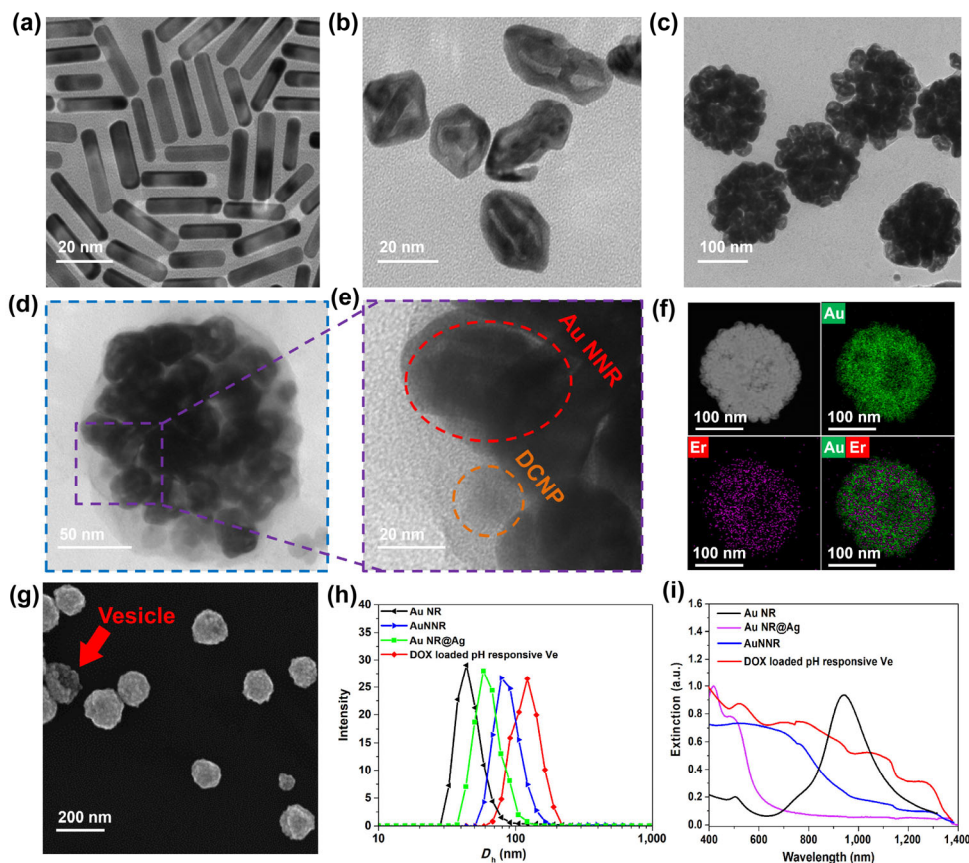 (a)
20 nm
(b)
20 nm
(c)
100 nm
(d)
50 nm
(e)
Au NNR
DCNP
20 nm
(f)
100 nm
Au
100 nm
Er
100 nm
Au Er
100 nm
(g)
Vesicle
200 nm
(h)
Au NR
AuNNR
Au NR@Ag
DOX loaded pH responsive Ve
Intensity
40
35
30
25
20
15
10
5
0
10 100 1,000
Dh (nm)
(i)
Au NR
Au NR@Ag
AuNNR
DOX loaded pH responsive Ve
Extinction (a.u.)
1.6
1.4
1.2
1.0
0.8
0.6
0.4
0.2
0.0
400 600 800 1,000 1,200 1,400
Wavelength (nm)